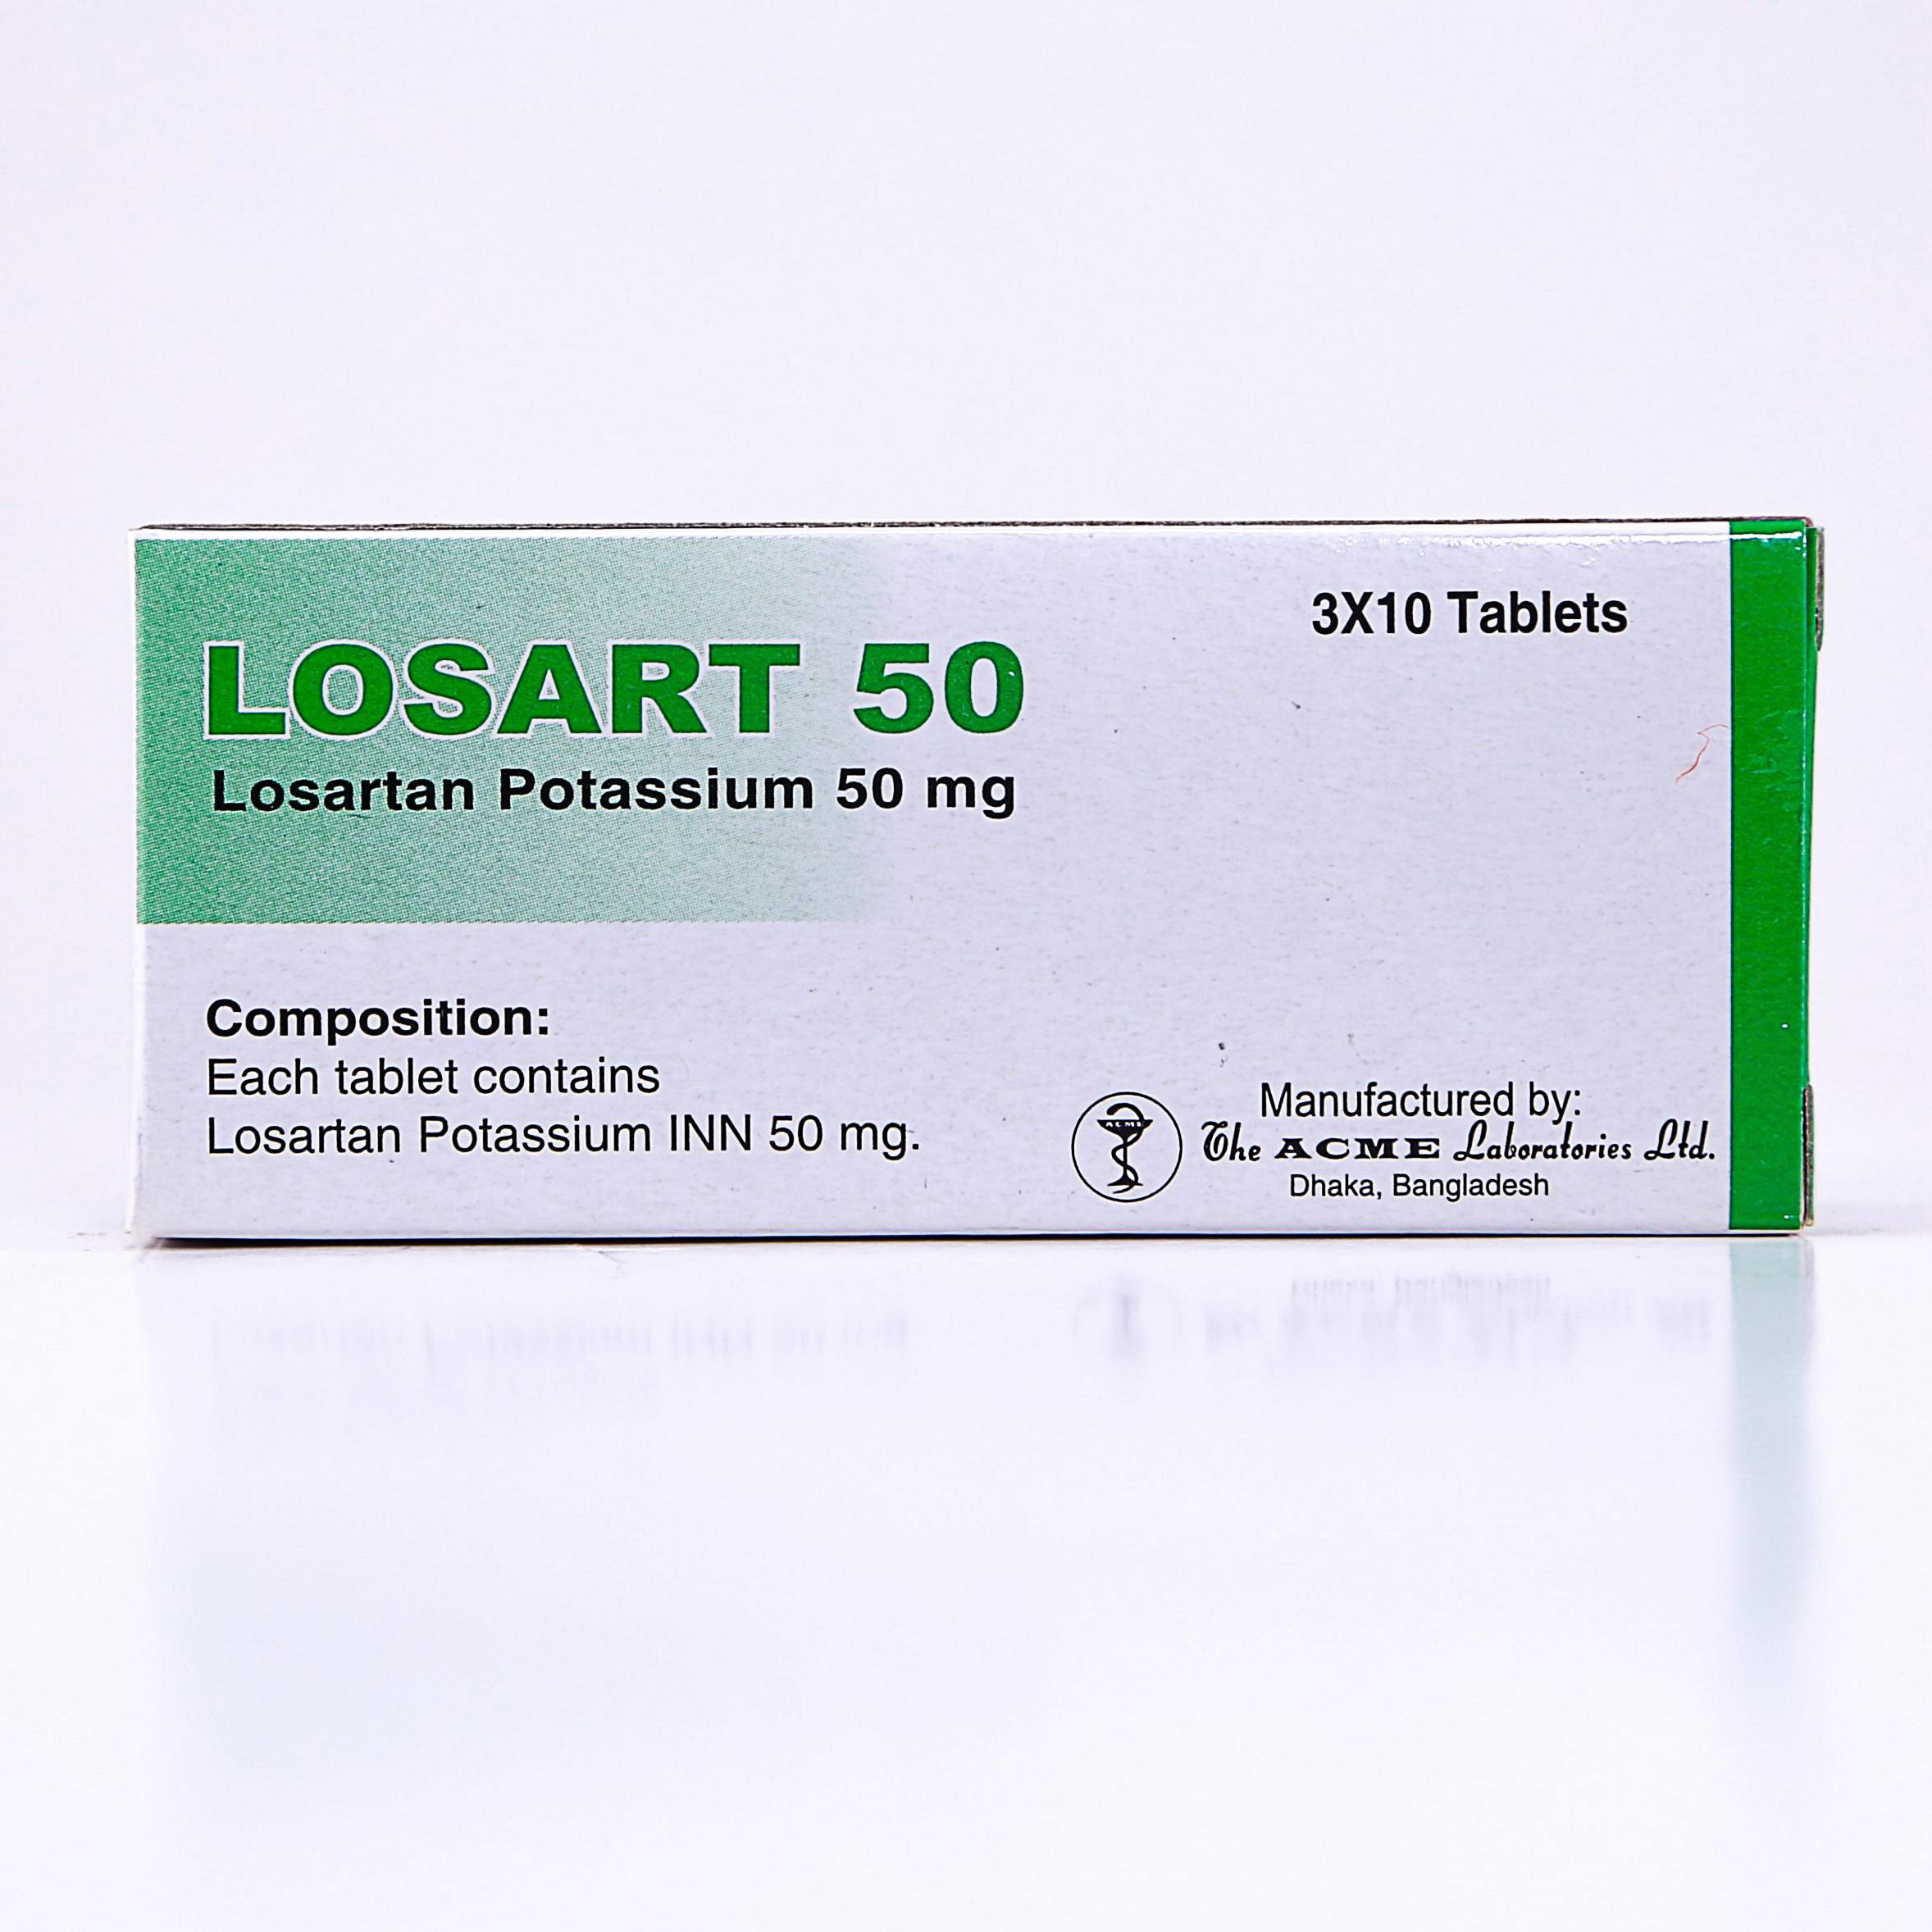 3X10 Tablets
LOSART 50
Losartan Potassium 50 mg
Composition:
Each tablet contains
Losartan Potassium INN 50 mg.
ACME
Manufactured by:
The ACME Laboratories Ltd.
Dhaka, Bangladesh